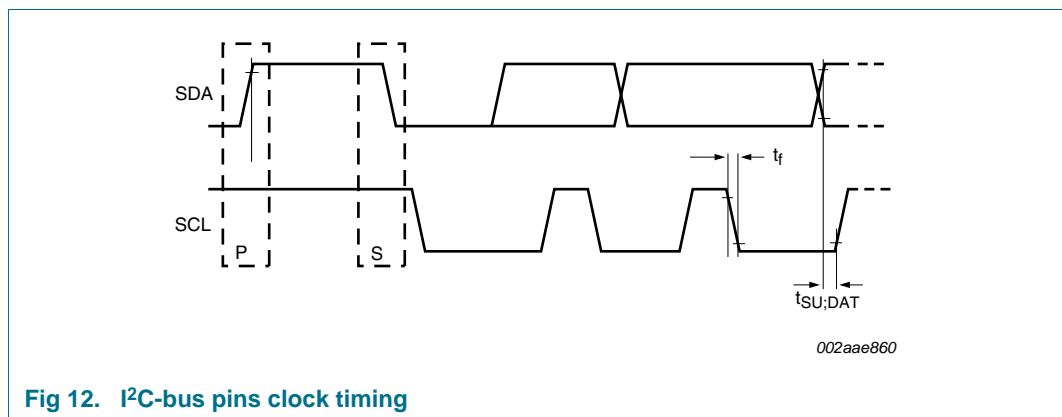 SDA
t_f
SCL
P
S
t_SU;DAT
002aae860
Fig 12. I²C-bus pins clock timing